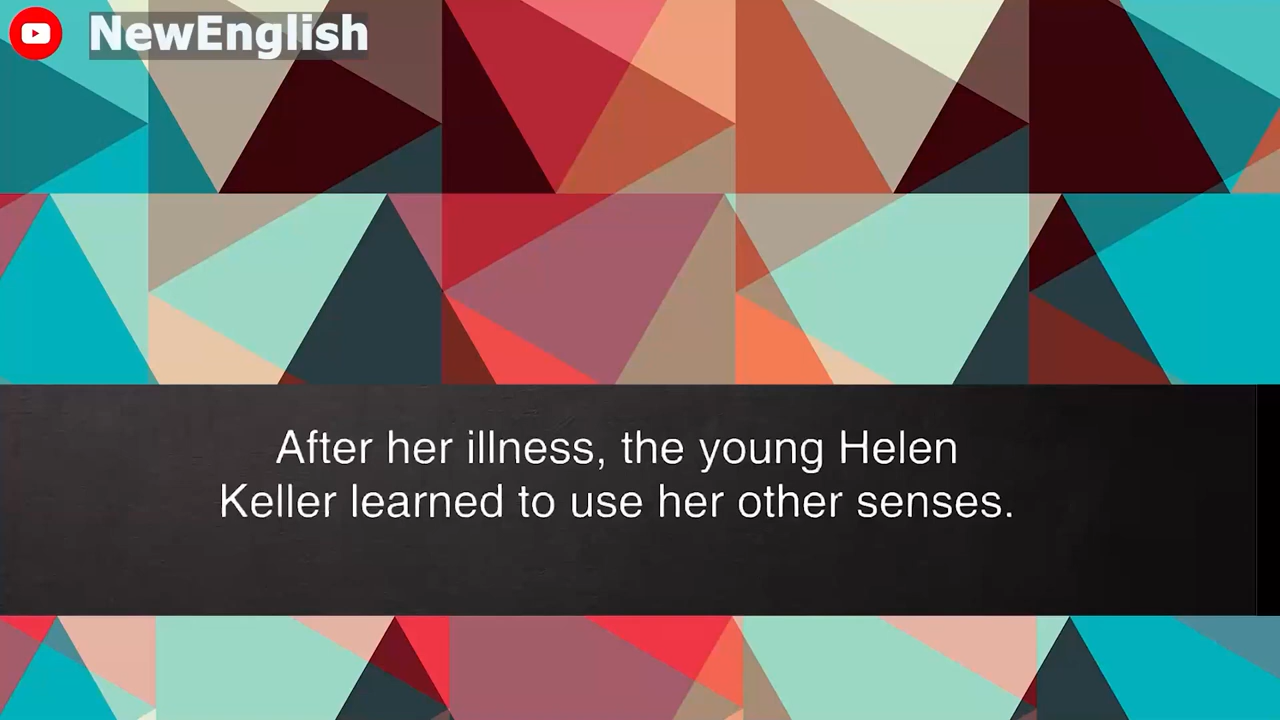 NewEnglish
After her illness, the young Helen
Keller learned to use her other senses.